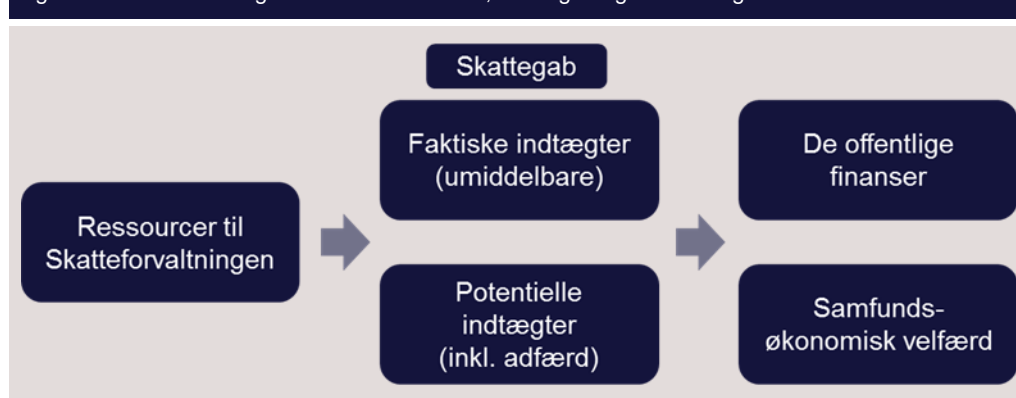 Skattegab
Faktiske indtægter
(umiddelbare)
De offentlige
finanser
Ressourcer til
Skatteforvaltningen
Potentielle
indtægter
(inkl. adfærd)
Samfunds-
økonomisk velfærd